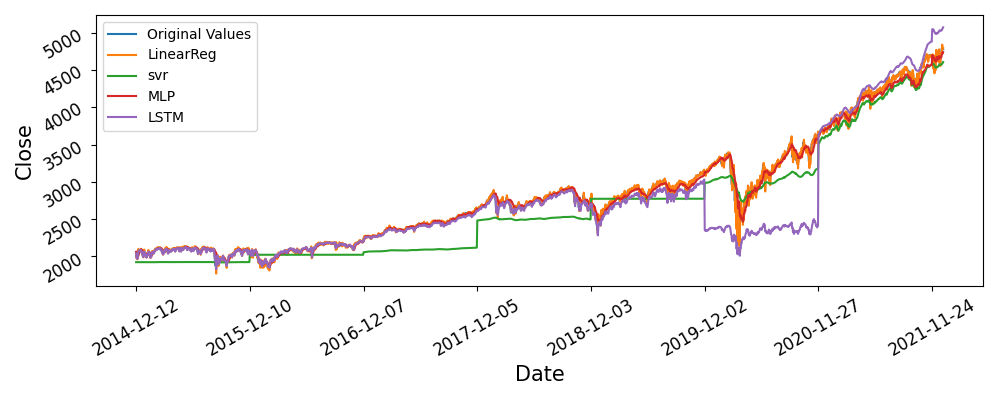 Original Values
LinearReg
svr
MLP
LSTM
Close
5000
4500
4000
3500
3000
2500
2000
2014-12-12
2015-12-10
2016-12-07
2017-12-05
2018-12-03
2019-12-02
2020-11-27
2021-11-24
Date